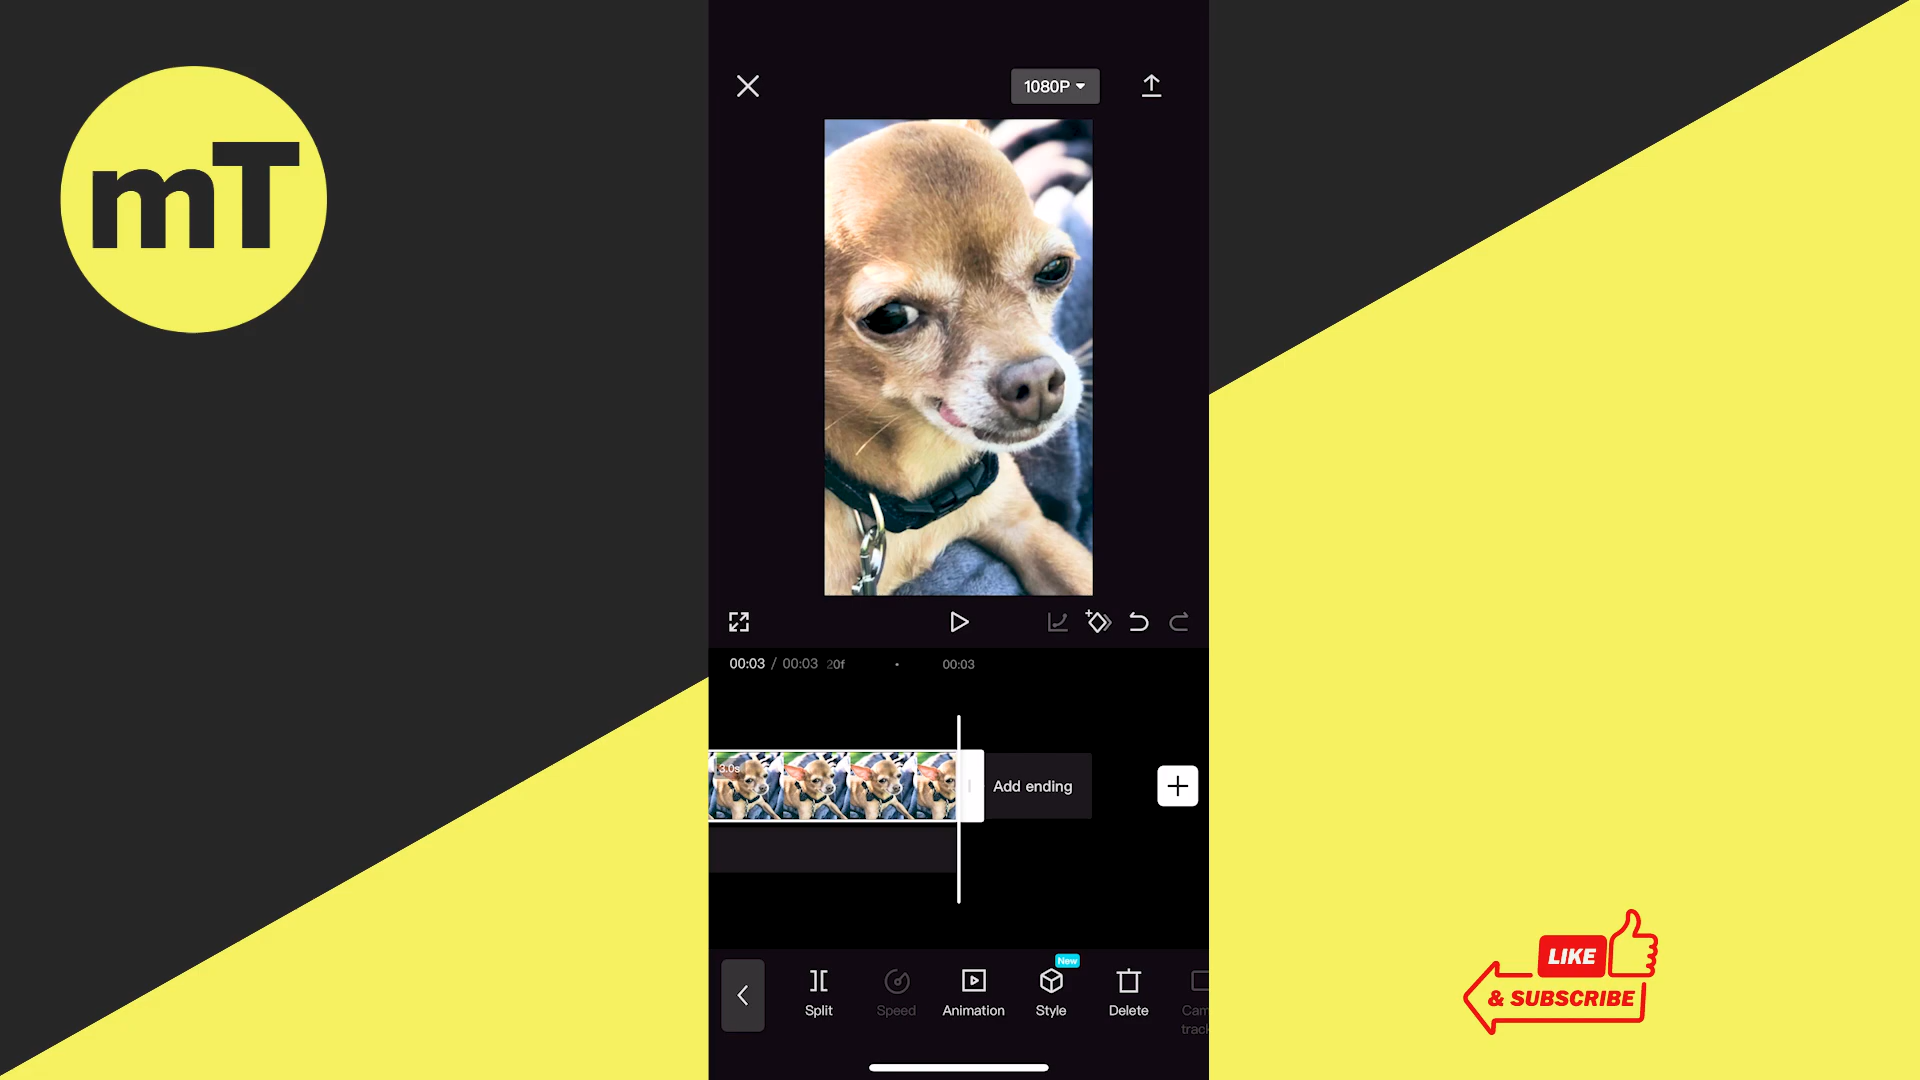 mT
1080P
00:03 / 00:03 20f
00:03
3.0s
Add ending
New
Split
Speed
Animation
Style
Delete
LIKE
& SUBSCRIBE